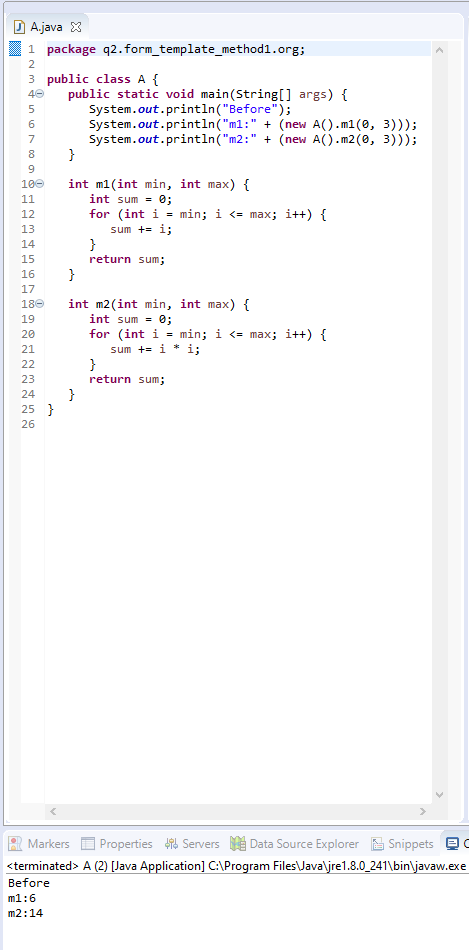 A.java
1 package q2.form_template_method1.org;
2
3 public class A {
4 public static void main(String[] args) {
5 System.out.println("Before");
6 System.out.println("m1:" + (new A().m1(0, 3)));
7 System.out.println("m2:" + (new A().m2(0, 3)));
8 }
9
10 int m1(int min, int max) {
11 int sum = 0;
12 for (int i = min; i <= max; i++) {
13 sum += i;
14 }
15 return sum;
16 }
17
18 int m2(int min, int max) {
19 int sum = 0;
20 for (int i = min; i <= max; i++) {
21 sum += i * i;
22 }
23 return sum;
24 }
25 }
26
Markers Properties Servers Data Source Explorer Snippets
<terminated> A (2) [Java Application] C:\Program Files\Java\jre1.8.0_241\bin\javaw.exe
Before
m1:6
m2:14